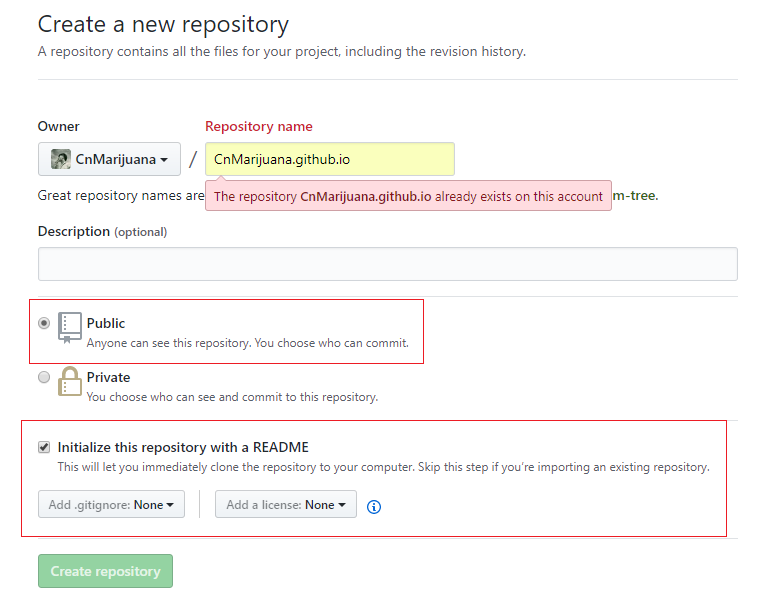 Create a new repository
A repository contains all the files for your project, including the revision history.
Owner
Repository name
CnMarijuana
/
CnMarijuana.github.io
Great repository names are
m-tree.
The repository CnMarijuana.github.io already exists on this account
Description (optional)
Public
Anyone can see this repository. You choose who can commit.
Private
You choose who can see and commit to this repository.
Initialize this repository with a README
This will let you immediately clone the repository to your computer. Skip this step if you're importing an existing repository.
Add .gitignore: None
Add a license: None
Create repository